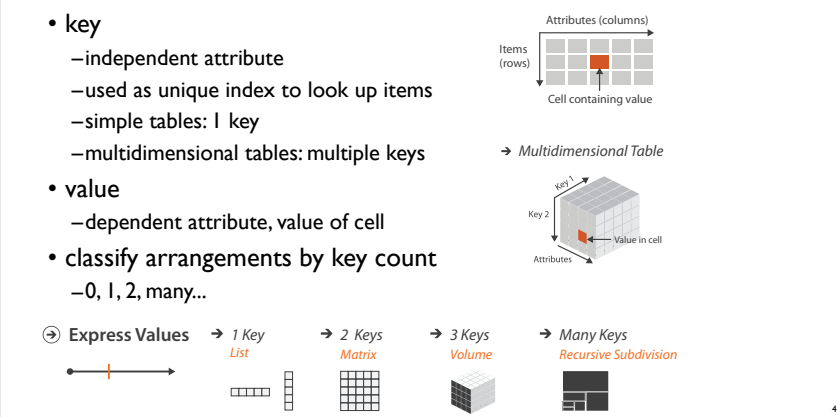 • key
–independent attribute
–used as unique index to look up items
–simple tables: 1 key
–multidimensional tables: multiple keys
• value
–dependent attribute, value of cell
• classify arrangements by key count
–0, 1, 2, many...
Attributes (columns)
Items
(rows)
Cell containing value
➔ Multidimensional Table
Key 1
Key 2
Value in cell
Attributes
➔ Express Values
➔ 1 Key
List
➔ 2 Keys
Matrix
➔ 3 Keys
Volume
➔ Many Keys
Recursive Subdivision
4